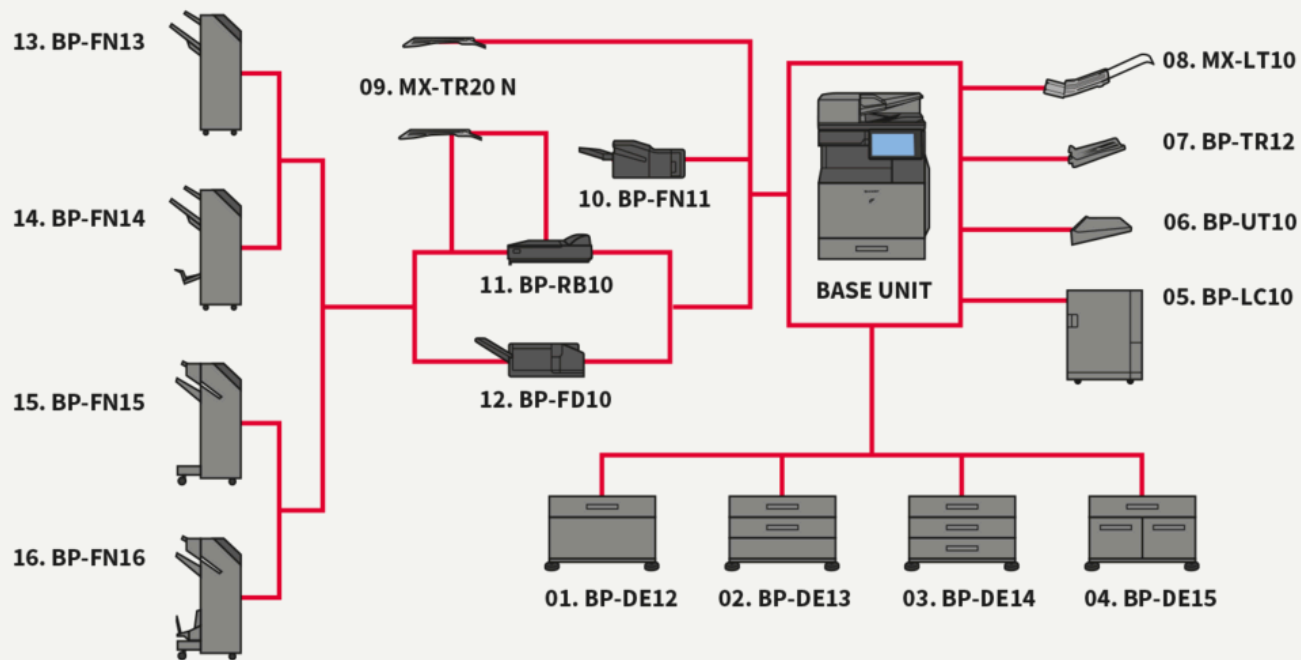 13. BP-FN13
09. MX-TR20 N
08. MX-LT10
07. BP-TR12
14. BP-FN14
10. BP-FN11
06. BP-UT10
11. BP-RB10
BASE UNIT
05. BP-LC10
15. BP-FN15
12. BP-FD10
16. BP-FN16
01. BP-DE12
02. BP-DE13
03. BP-DE14
04. BP-DE15